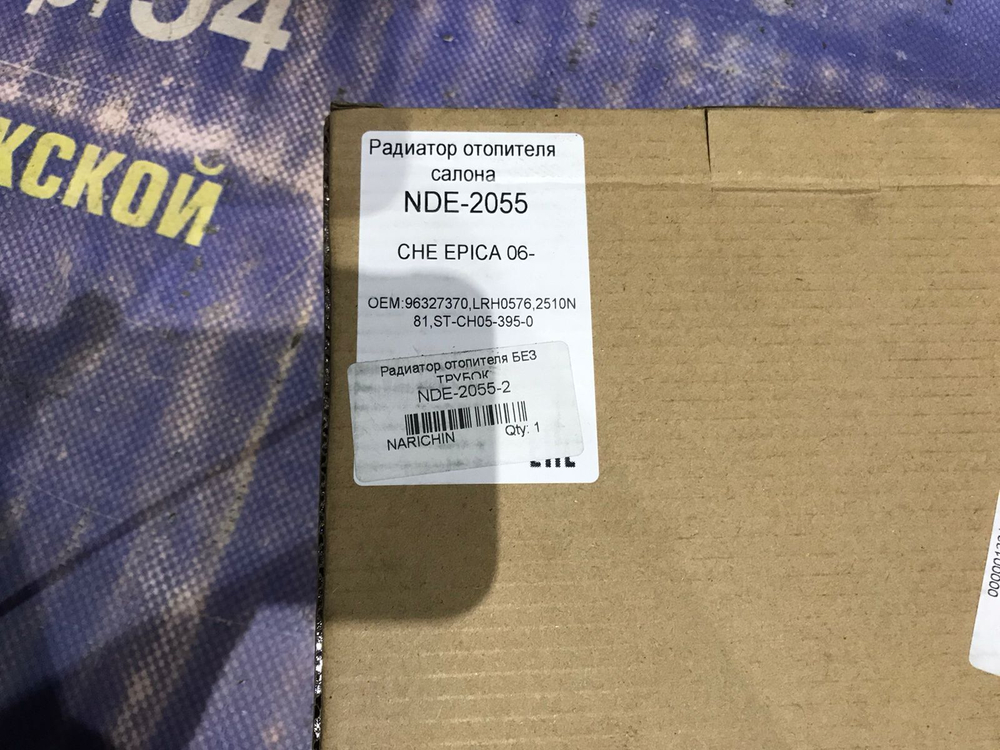 54
жской
Радиатор отопителя
салона
NDE-2055
CHE EPICA 06-
OEM:96327370,LRH0576,2510N
81,ST-CH05-395-0
Радиатор отопителя БЕЗ
ТРУБОК
NDE-2055-2
NARICHIN
Qty: 1